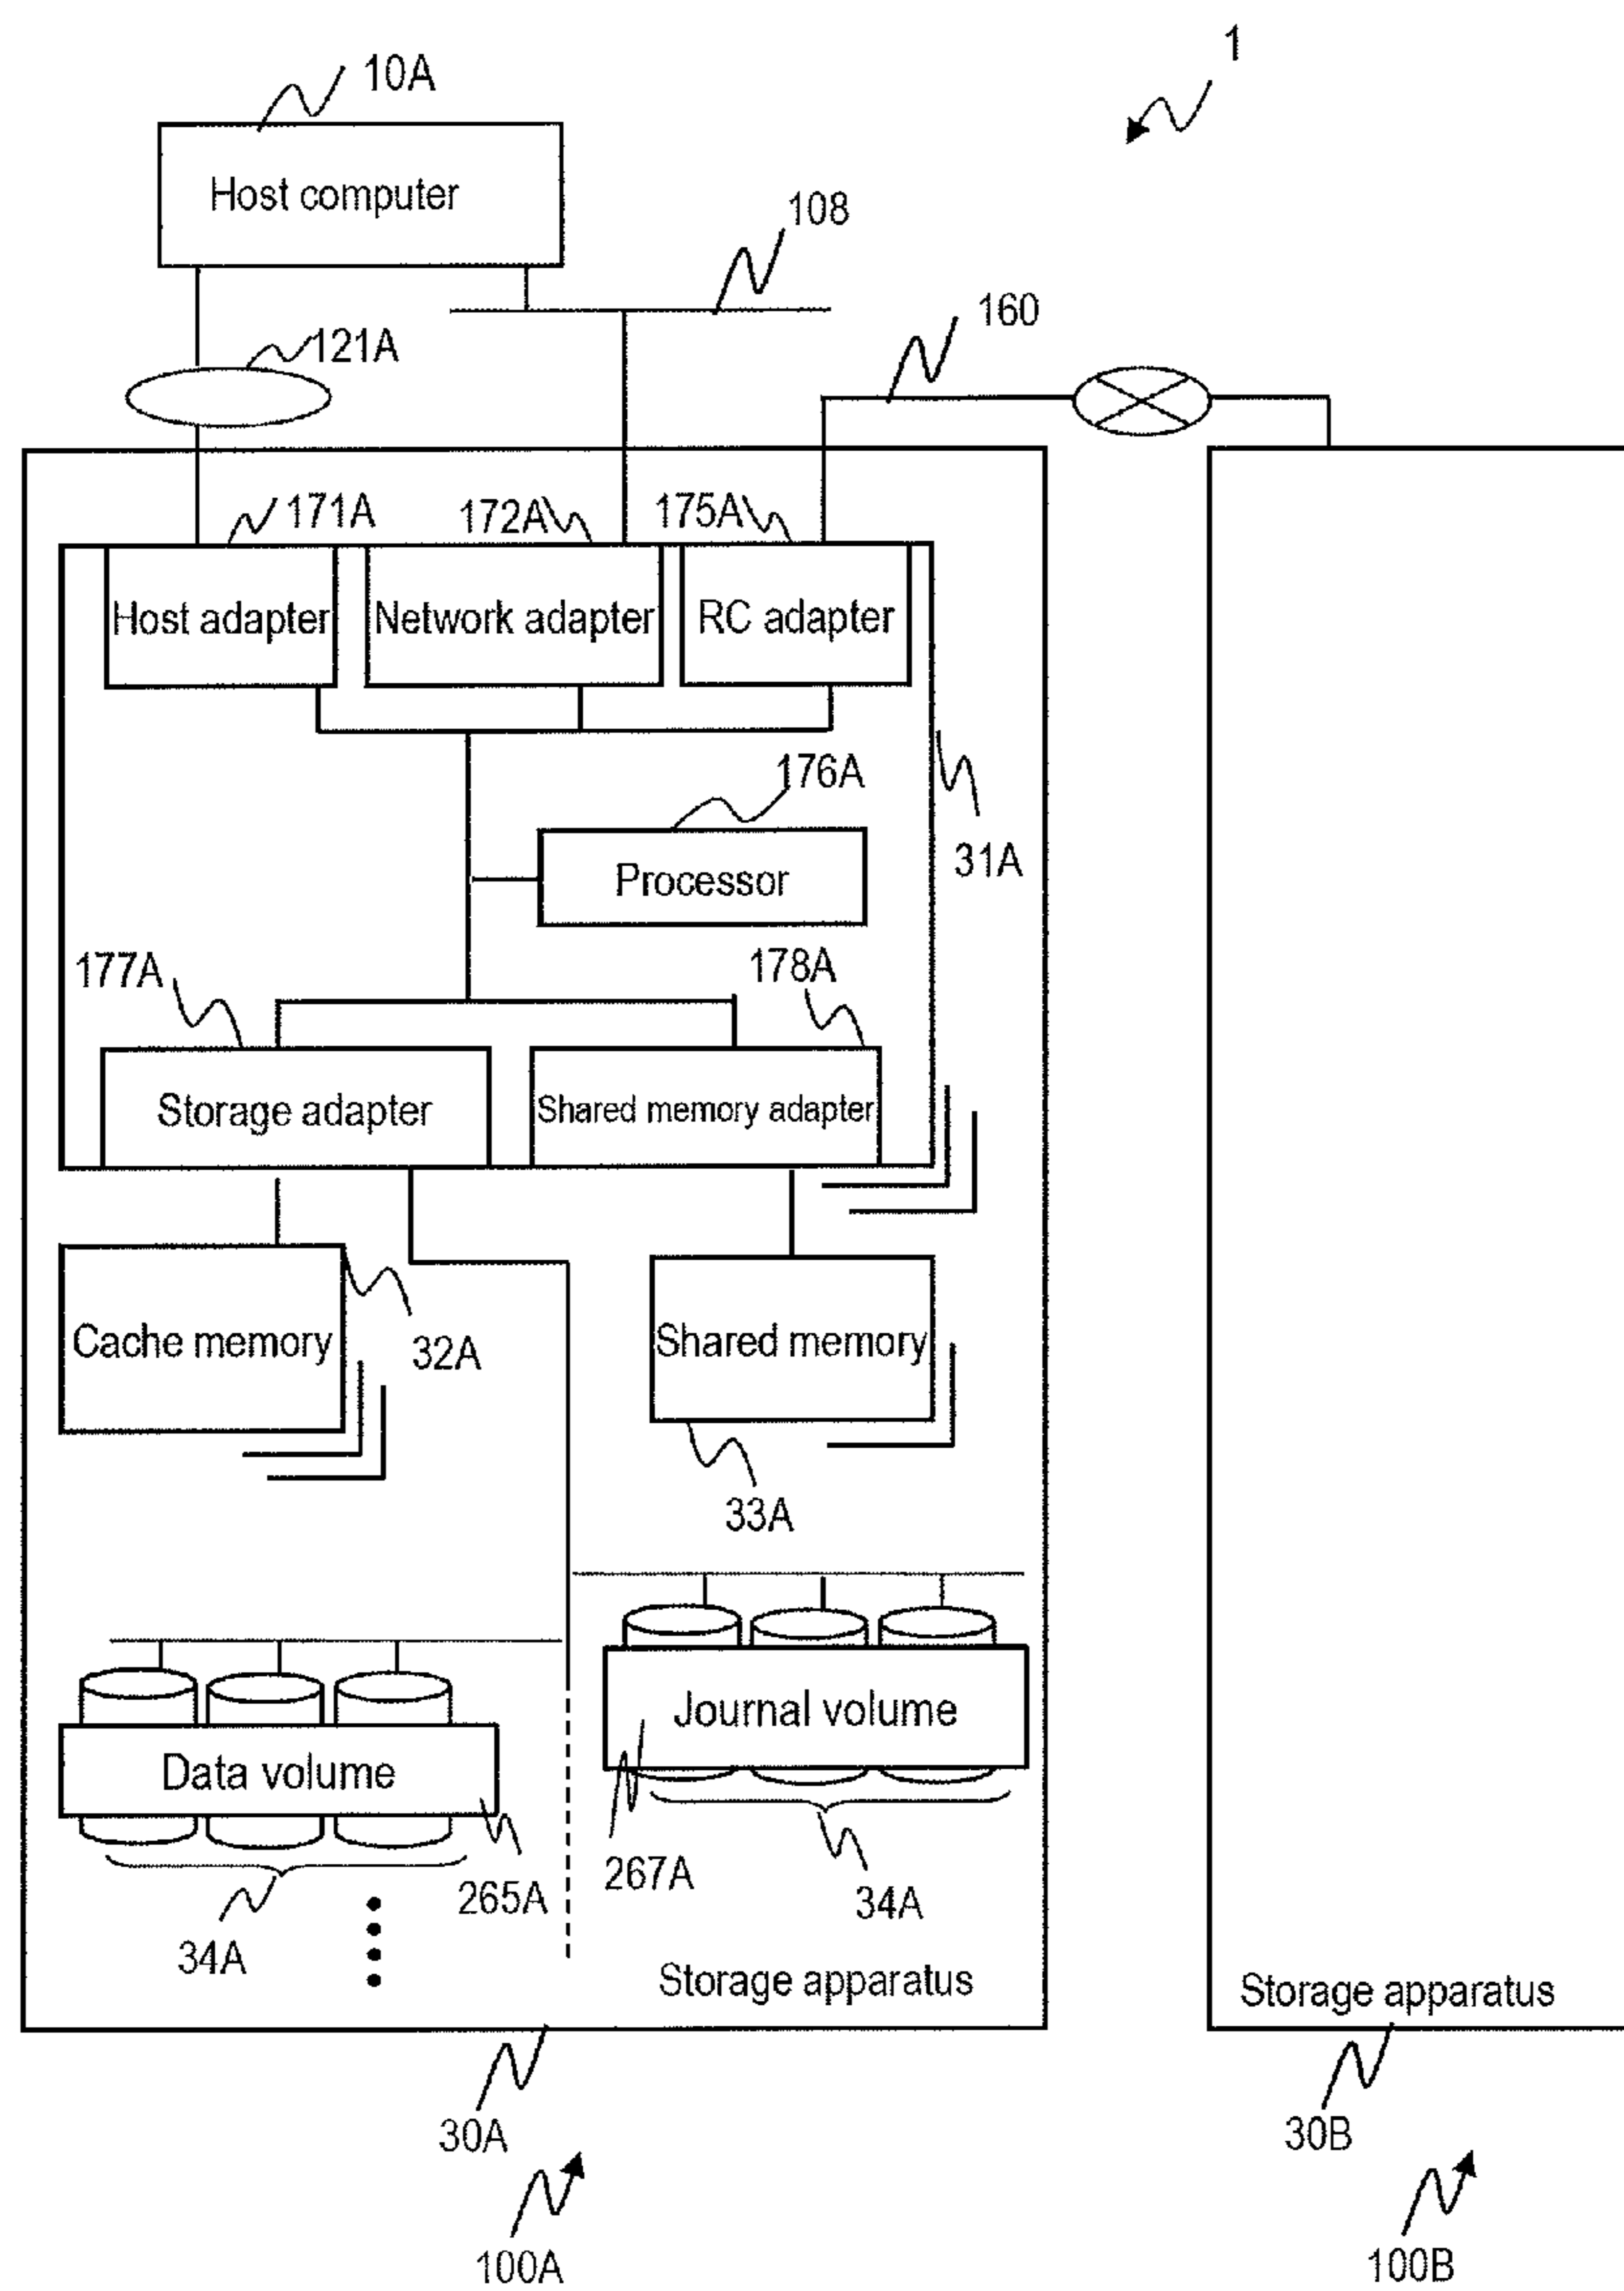 1
10A
Host computer
108
160
121A
171A
172A
175A
Host adapter
Network adapter
RC adapter
176A
31A
Processor
177A
178A
Storage adapter
Shared memory adapter
Cache memory
32A
Shared memory
33A
Journal volume
Data volume
267A
34A
265A
34A
Storage apparatus
Storage apparatus
30A
30B
100A
100B